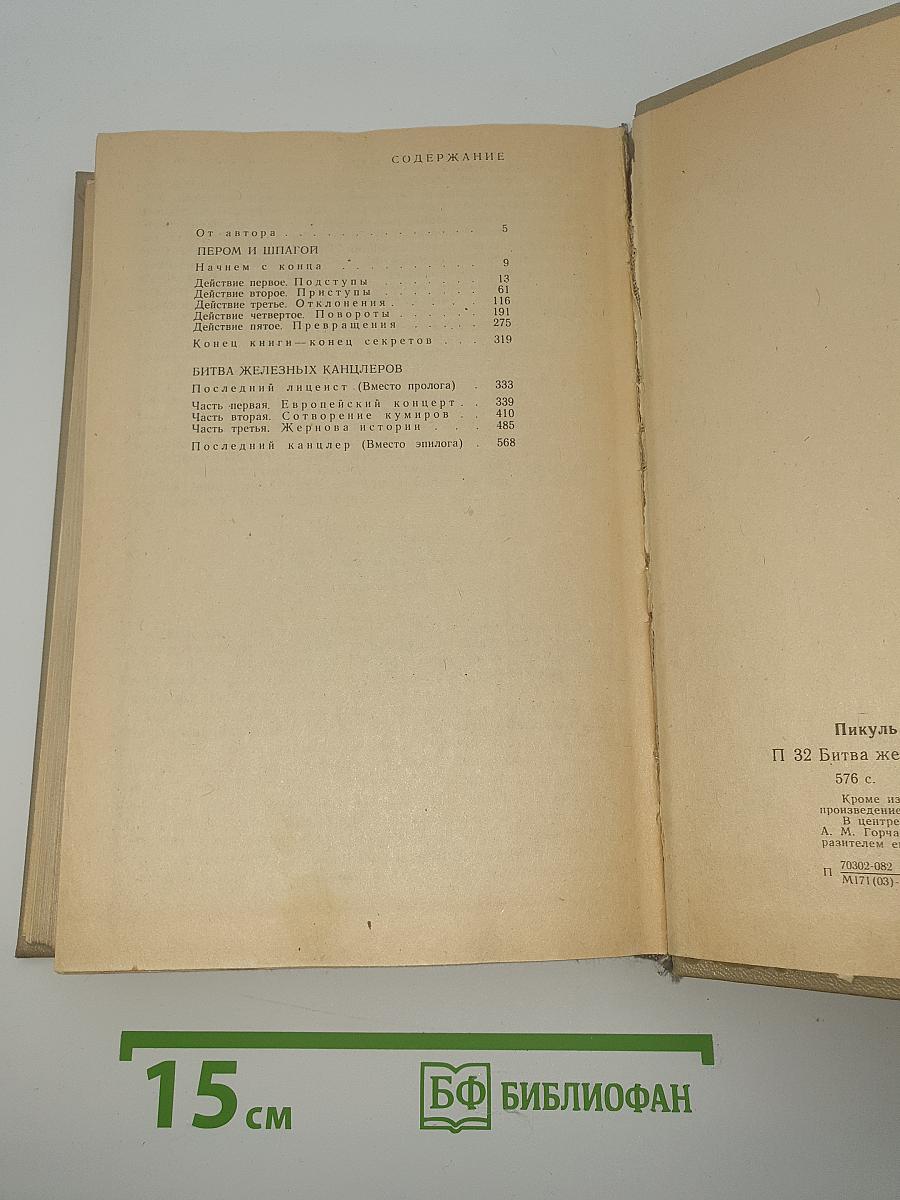 СОДЕРЖАНИЕ
От автора . . . . . . . . . . . . . . . 5
ПЕРОМ И ШПАГОЙ
Начнем с конца . . . . . . . . . . 9
Действие первое. Подступы . . . . . . . 13
Действие второе. Приступы . . . . . . . 61
Действие третье. Отклонения . . . . . 116
Действие четвертое. Повороты . . . . . 191
Действие пятое. Превращения . . . . . 275
Конец книги—конец секретов . . . 319
БИТВА ЖЕЛЕЗНЫХ КАНЦЛЕРОВ
Последний лицеист (Вместо пролога) . 333
Часть первая. Европейский концерт . . 339
Часть вторая. Сотворение кумиров . . 410
Часть третья. Жернова истории . . . 485
Последний канцлер (Вместо эпилога) . 568
Пикуль
П 32 Битва же
576 с.
Кроме из
произведение
В центре
А. М. Горча
разителем е
П 70302-082
М171(03)-
15 см
БФ БИБЛИОФАН